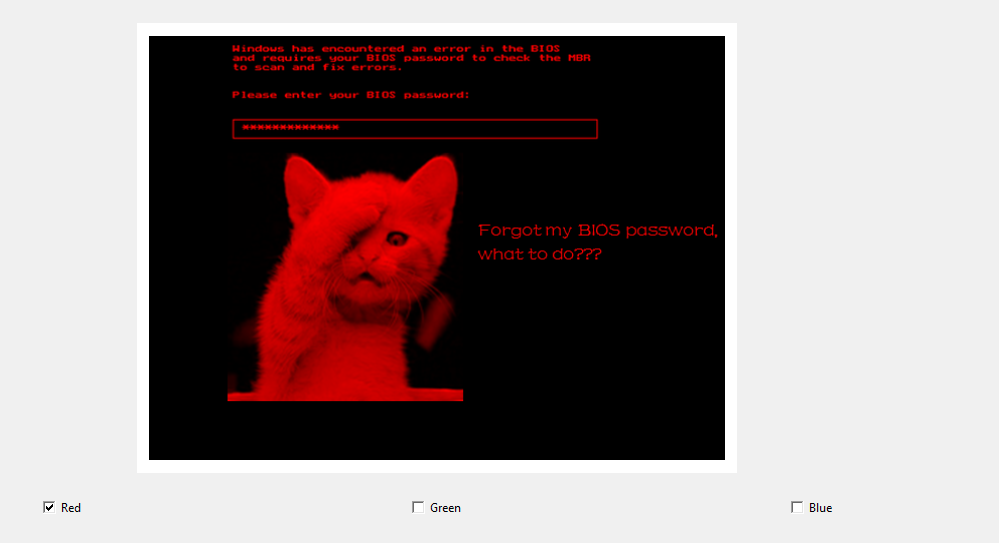 Windows has encountered an error in the BIOS
and requires your BIOS password to check the MBR
to scan and fix errors.
Please enter your BIOS password:
*************
Forgot my BIOS password,
what to do???
Red
Green
Blue